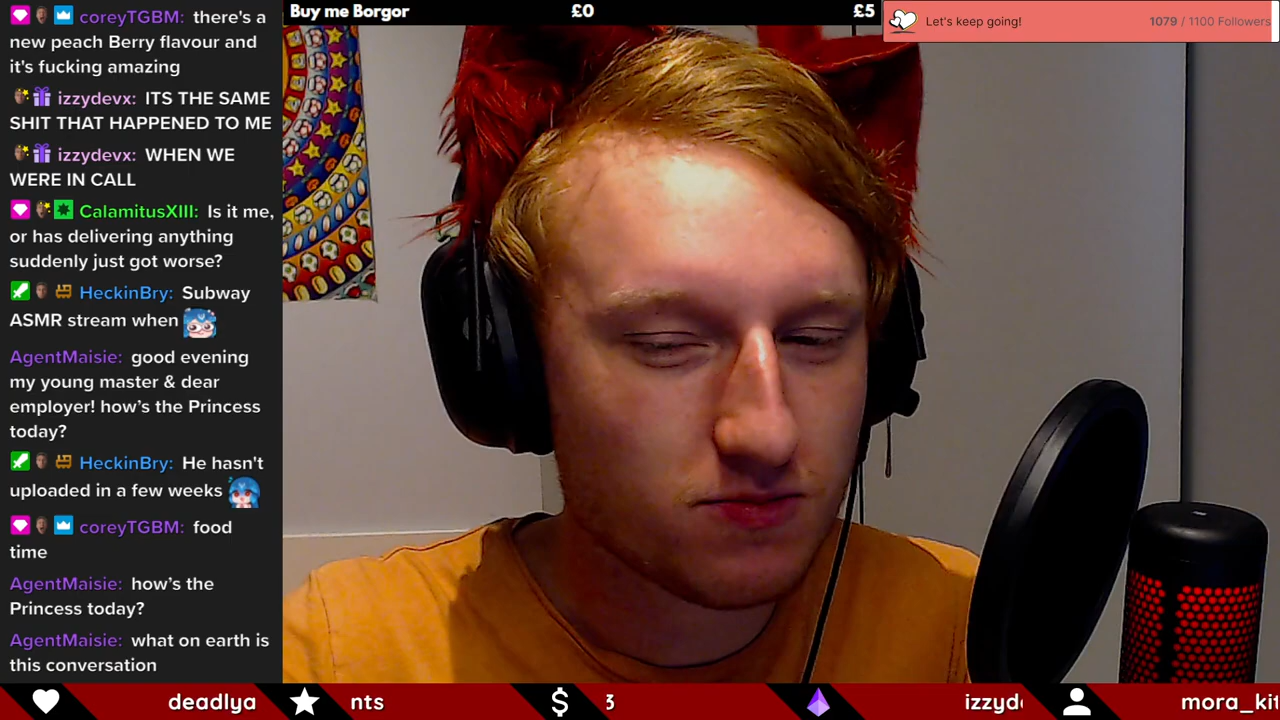 Buy me Borgor £0 £5
Let's keep going! 1079 / 1100 Followers
coreyTGBM: there's a
new peach Berry flavour and
it's fucking amazing
izzydevx: ITS THE SAME
SHIT THAT HAPPENED TO ME
izzydevx: WHEN WE
WERE IN CALL
CalamitusXIII: Is it me,
or has delivering anything
suddenly just got worse?
HeckinBry: Subway
ASMR stream when
AgentMaisie: good evening
my young master & dear
employer! how's the Princess
today?
HeckinBry: He hasn't
uploaded in a few weeks
coreyTGBM: food
time
AgentMaisie: how's the
Princess today?
AgentMaisie: what on earth is
this conversation
deadlya nts 3 izzyd mora_kit